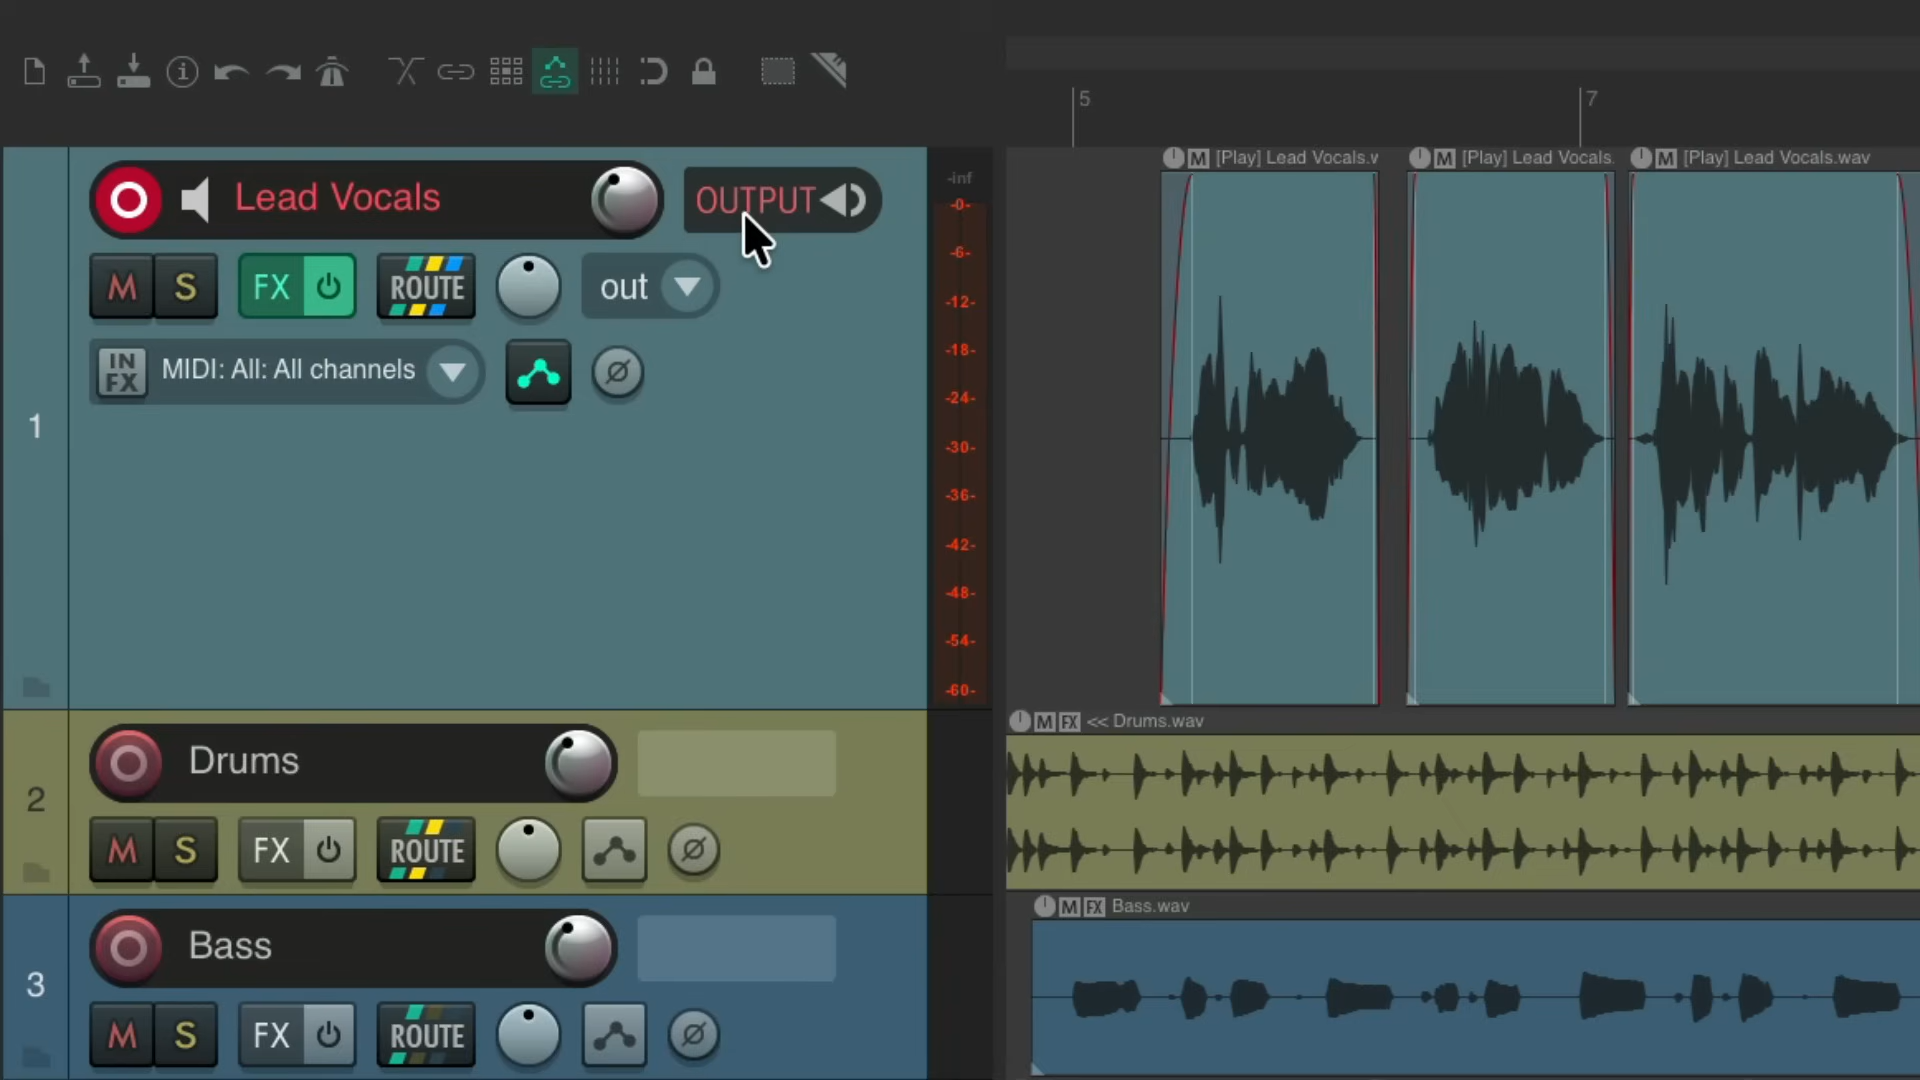 5
7
Lead Vocals
OUTPUT
-inf
[Play] Lead Vocals.v
[Play] Lead Vocals.
[Play] Lead Vocals.wav
M
M
M
-0-
-6-
-12-
-18-
-24-
-30-
-36-
-42-
-48-
-54-
-60-
M S FX ROUTE out
IN FX MIDI: All: All channels
1
M FX << Drums.wav
Drums
2
M S FX ROUTE
M FX Bass.wav
Bass
3
M S FX ROUTE